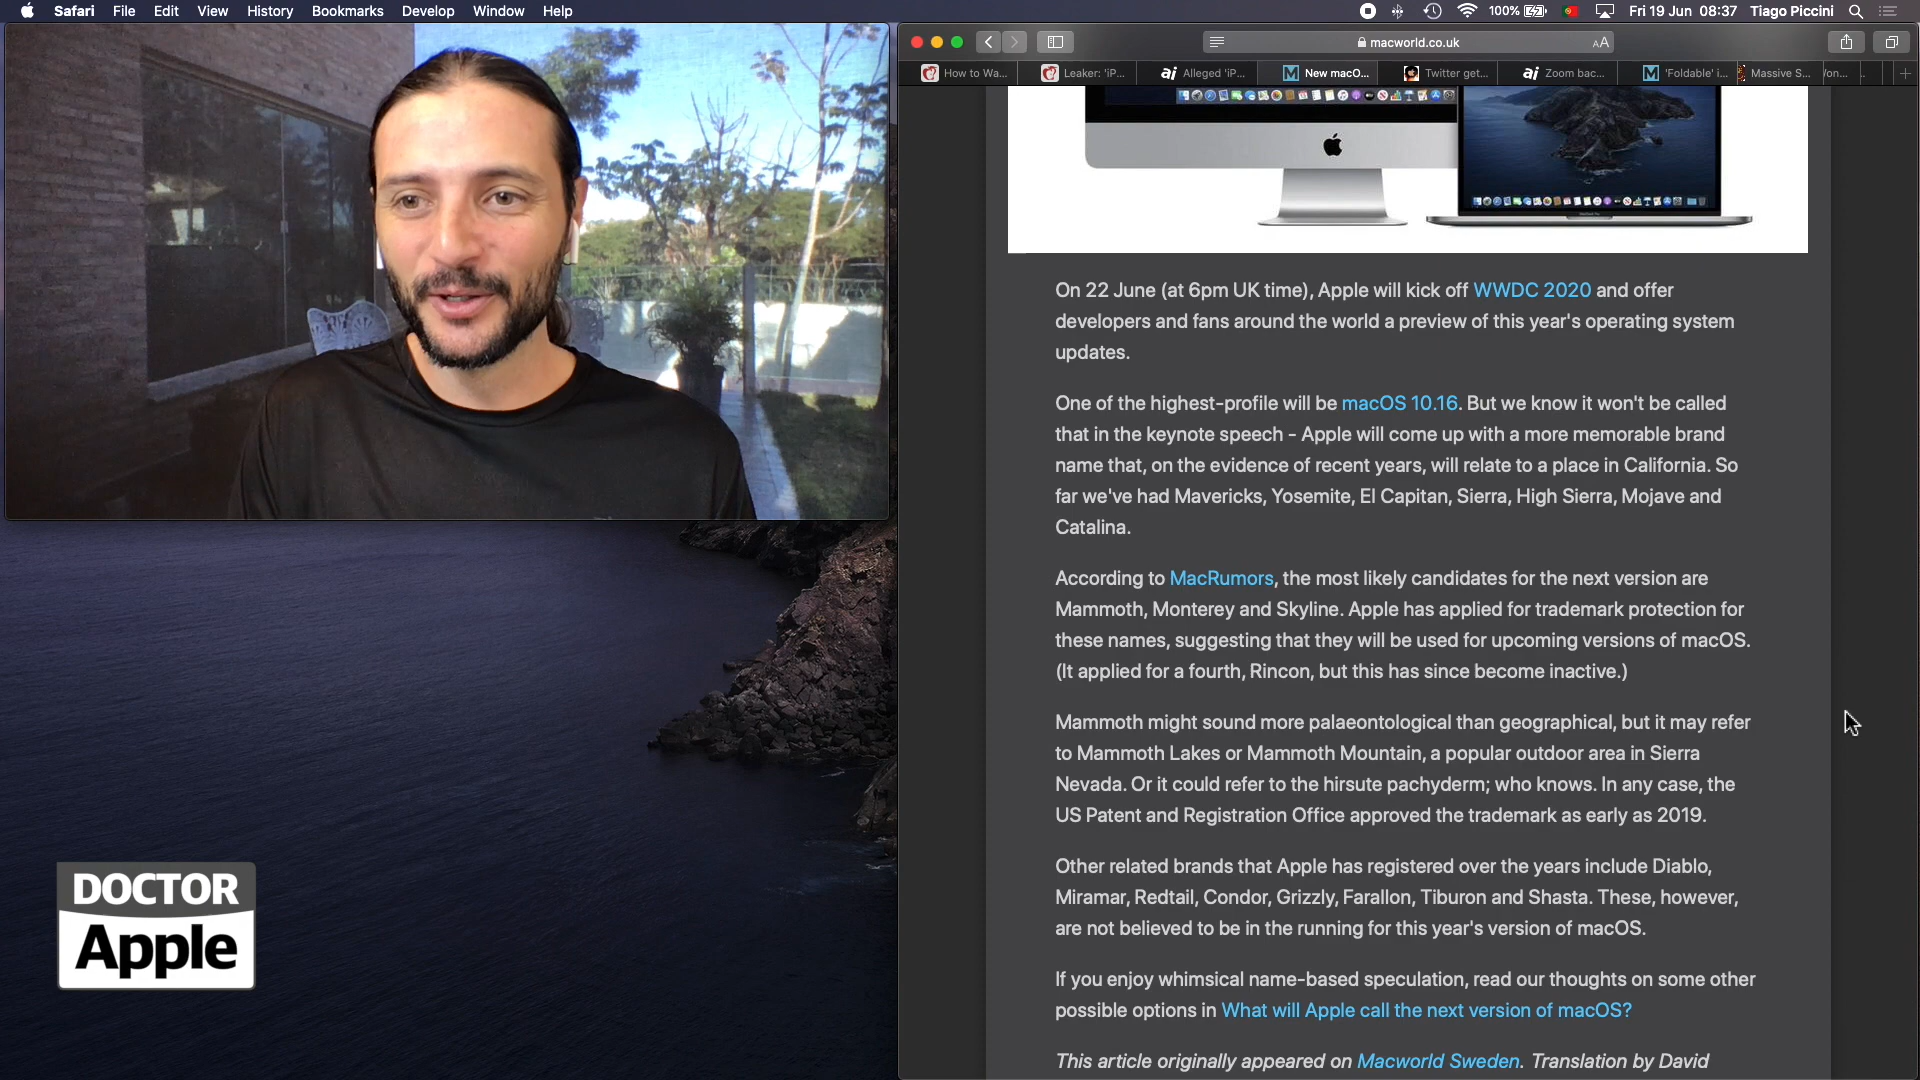 Safari File Edit View History Bookmarks Develop Window Help
100% Fri 19 Jun 08:37 Tiago Piccini
macworld.co.uk AA
How to Wa... Leaker: 'iP... Alleged 'iP... New macO... Twitter get... Zoom bac... 'Foldable' i... Massive S...
On 22 June (at 6pm UK time), Apple will kick off WWDC 2020 and offer
developers and fans around the world a preview of this year's operating system
updates.
One of the highest-profile will be macOS 10.16. But we know it won't be called
that in the keynote speech - Apple will come up with a more memorable brand
name that, on the evidence of recent years, will relate to a place in California. So
far we've had Mavericks, Yosemite, El Capitan, Sierra, High Sierra, Mojave and
Catalina.
According to MacRumors, the most likely candidates for the next version are
Mammoth, Monterey and Skyline. Apple has applied for trademark protection for
these names, suggesting that they will be used for upcoming versions of macOS.
(It applied for a fourth, Rincon, but this has since become inactive.)
Mammoth might sound more palaeontological than geographical, but it may refer
to Mammoth Lakes or Mammoth Mountain, a popular outdoor area in Sierra
Nevada. Or it could refer to the hirsute pachyderm; who knows. In any case, the
US Patent and Registration Office approved the trademark as early as 2019.
Other related brands that Apple has registered over the years include Diablo,
Miramar, Redtail, Condor, Grizzly, Farallon, Tiburon and Shasta. These, however,
are not believed to be in the running for this year's version of macOS.
If you enjoy whimsical name-based speculation, read our thoughts on some other
possible options in What will Apple call the next version of macOS?
This article originally appeared on Macworld Sweden. Translation by David
DOCTOR
Apple